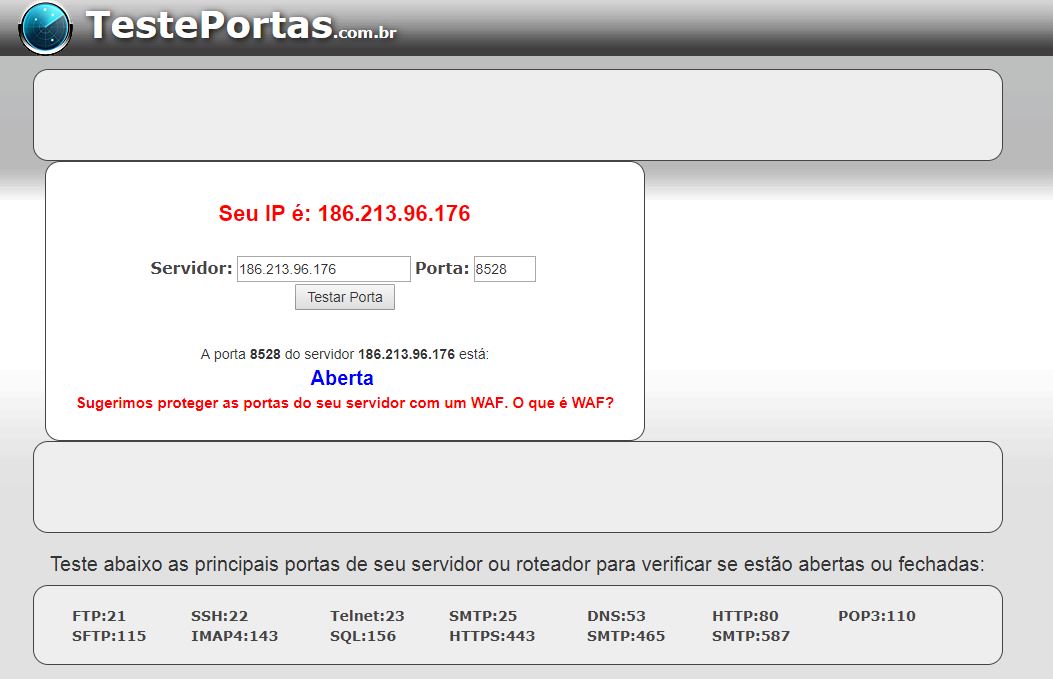 TestePortas.com.br
Seu IP é: 186.213.96.176
Servidor: 186.213.96.176 Porta: 8528
Testar Porta
A porta 8528 do servidor 186.213.96.176 está:
Aberta
Sugerimos proteger as portas do seu servidor com um WAF. O que é WAF?
Teste abaixo as principais portas de seu servidor ou roteador para verificar se estão abertas ou fechadas:
FTP:21 SSH:22 Telnet:23 SMTP:25 DNS:53 HTTP:80 POP3:110
SFTP:115 IMAP4:143 SQL:156 HTTPS:443 SMTP:465 SMTP:587